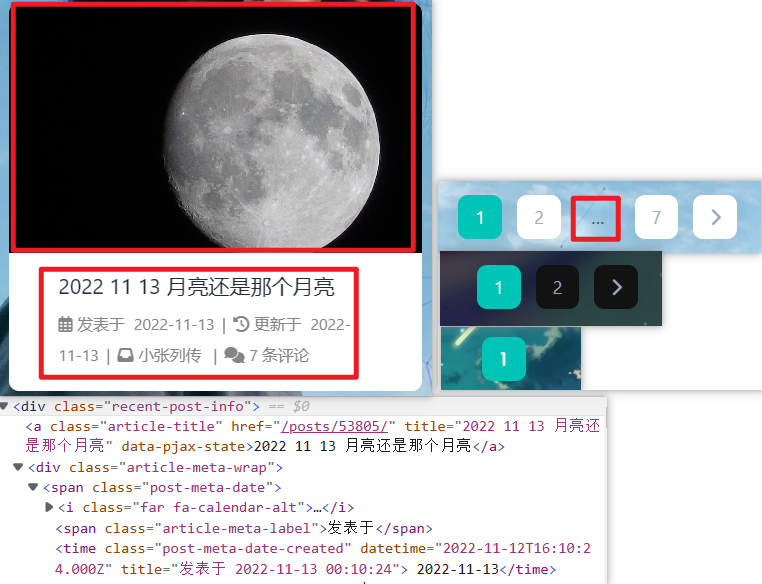 2022 11 13 月亮还是那个月亮
发表于 2022-11-13 | 更新于 2022-
11-13 | 小张列传 | 7 条评论
1 2 ... 7
1 2
1
<div class="recent-post-info"> == $0
<a class="article-title" href="/posts/53805/" title="2022 11 13 月亮还
是那个月亮" data-pjax-state>2022 11 13 月亮还是那个月亮</a>
<div class="article-meta-wrap">
<span class="post-meta-date">
<i class="far fa-calendar-alt">…</i>
<span class="article-meta-label">发表于</span>
<time class="post-meta-date-created" datetime="2022-11-12T16:10:2
4.000Z" title="发表于 2022-11-13 00:10:24"> 2022-11-13</time>